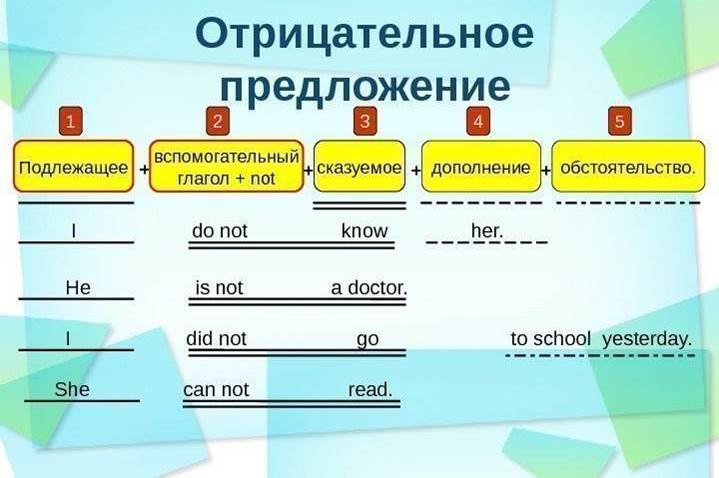 Отрицательное
предложение
1 2 3 4 5
Подлежащее + вспомогательный глагол + not + сказуемое + дополнение + обстоятельство.
I do not know her.
He is not a doctor.
I did not go to school yesterday.
She can not read.